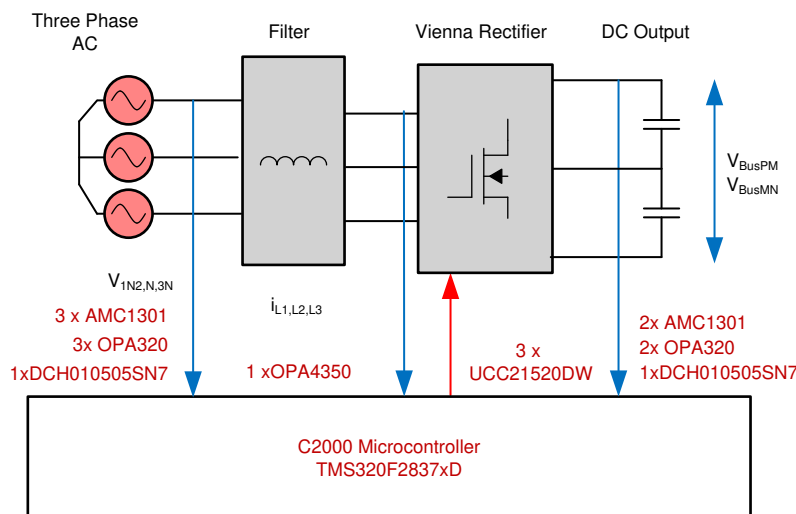 Three Phase
AC
Filter
Vienna Rectifier
DC Output
V1N2,N,3N
3 x AMC1301
3x OPA320
1xDCH010505SN7
iL1,L2,L3
1 xOPA4350
3 x
UCC21520DW
VBusPM
VBusMN
2x AMC1301
2x OPA320
1xDCH010505SN7
C2000 Microcontroller
TMS320F2837xD